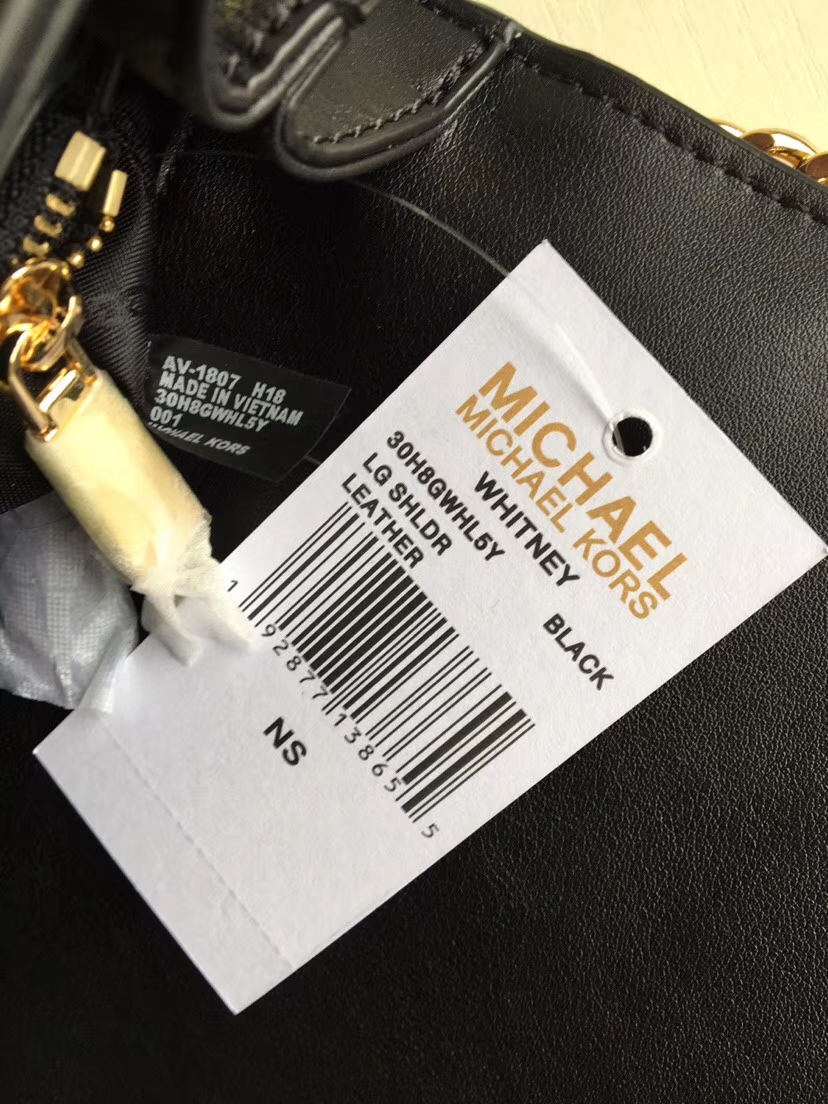 AV-1807 H18
MADE IN VIETNAM
30H8GWHL5Y
001
MICHAEL KORS
MICHAEL
MICHAEL KORS
WHITNEY
30H8GWHL5Y
BLACK
LG SHLDR
LEATHER
1 92877 13865 5
NS